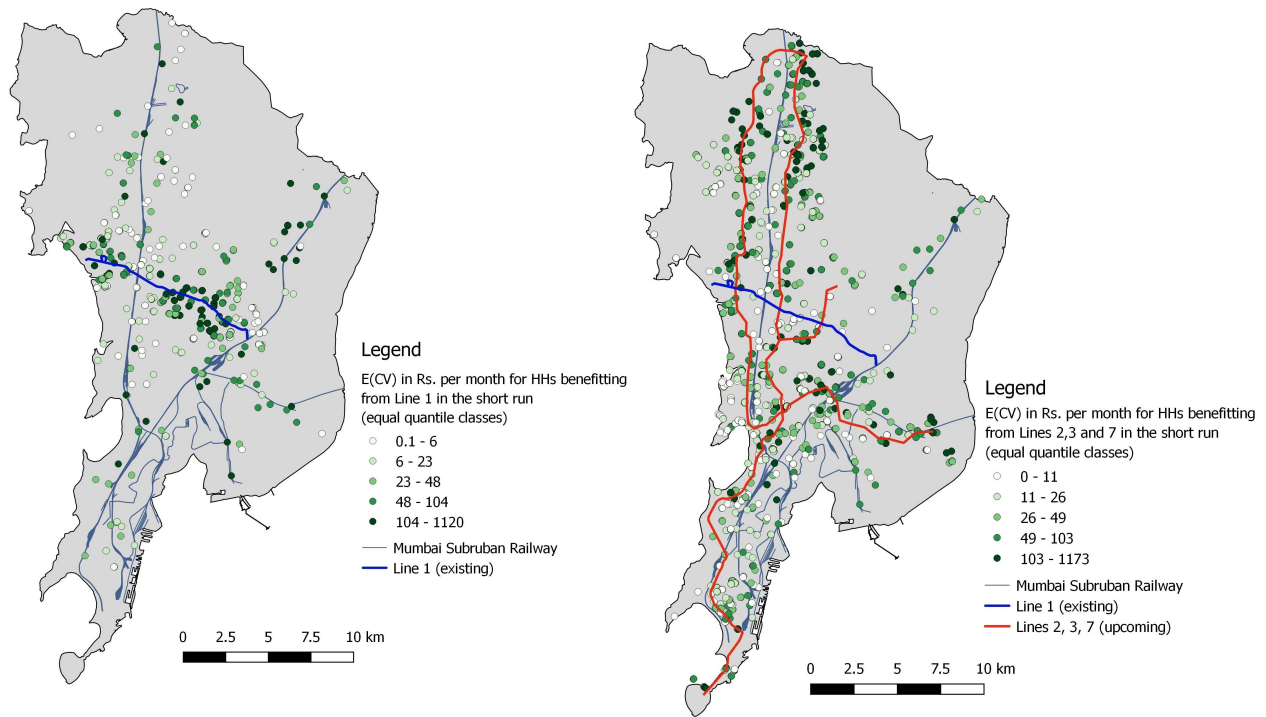 Legend
E(CV) in Rs. per month for HHs benefitting
from Line 1 in the short run
(equal quantile classes)
0.1 - 6
6 - 23
23 - 48
48 - 104
104 - 1120
Mumbai Subruban Railway
Line 1 (existing)
0 2.5 5 7.5 10 km
Legend
E(CV) in Rs. per month for HHs benefitting
from Lines 2,3 and 7 in the short run
(equal quantile classes)
0 - 11
11 - 26
26 - 49
49 - 103
103 - 1173
Mumbai Subruban Railway
Line 1 (existing)
Lines 2, 3, 7 (upcoming)
0 2.5 5 7.5 10 km